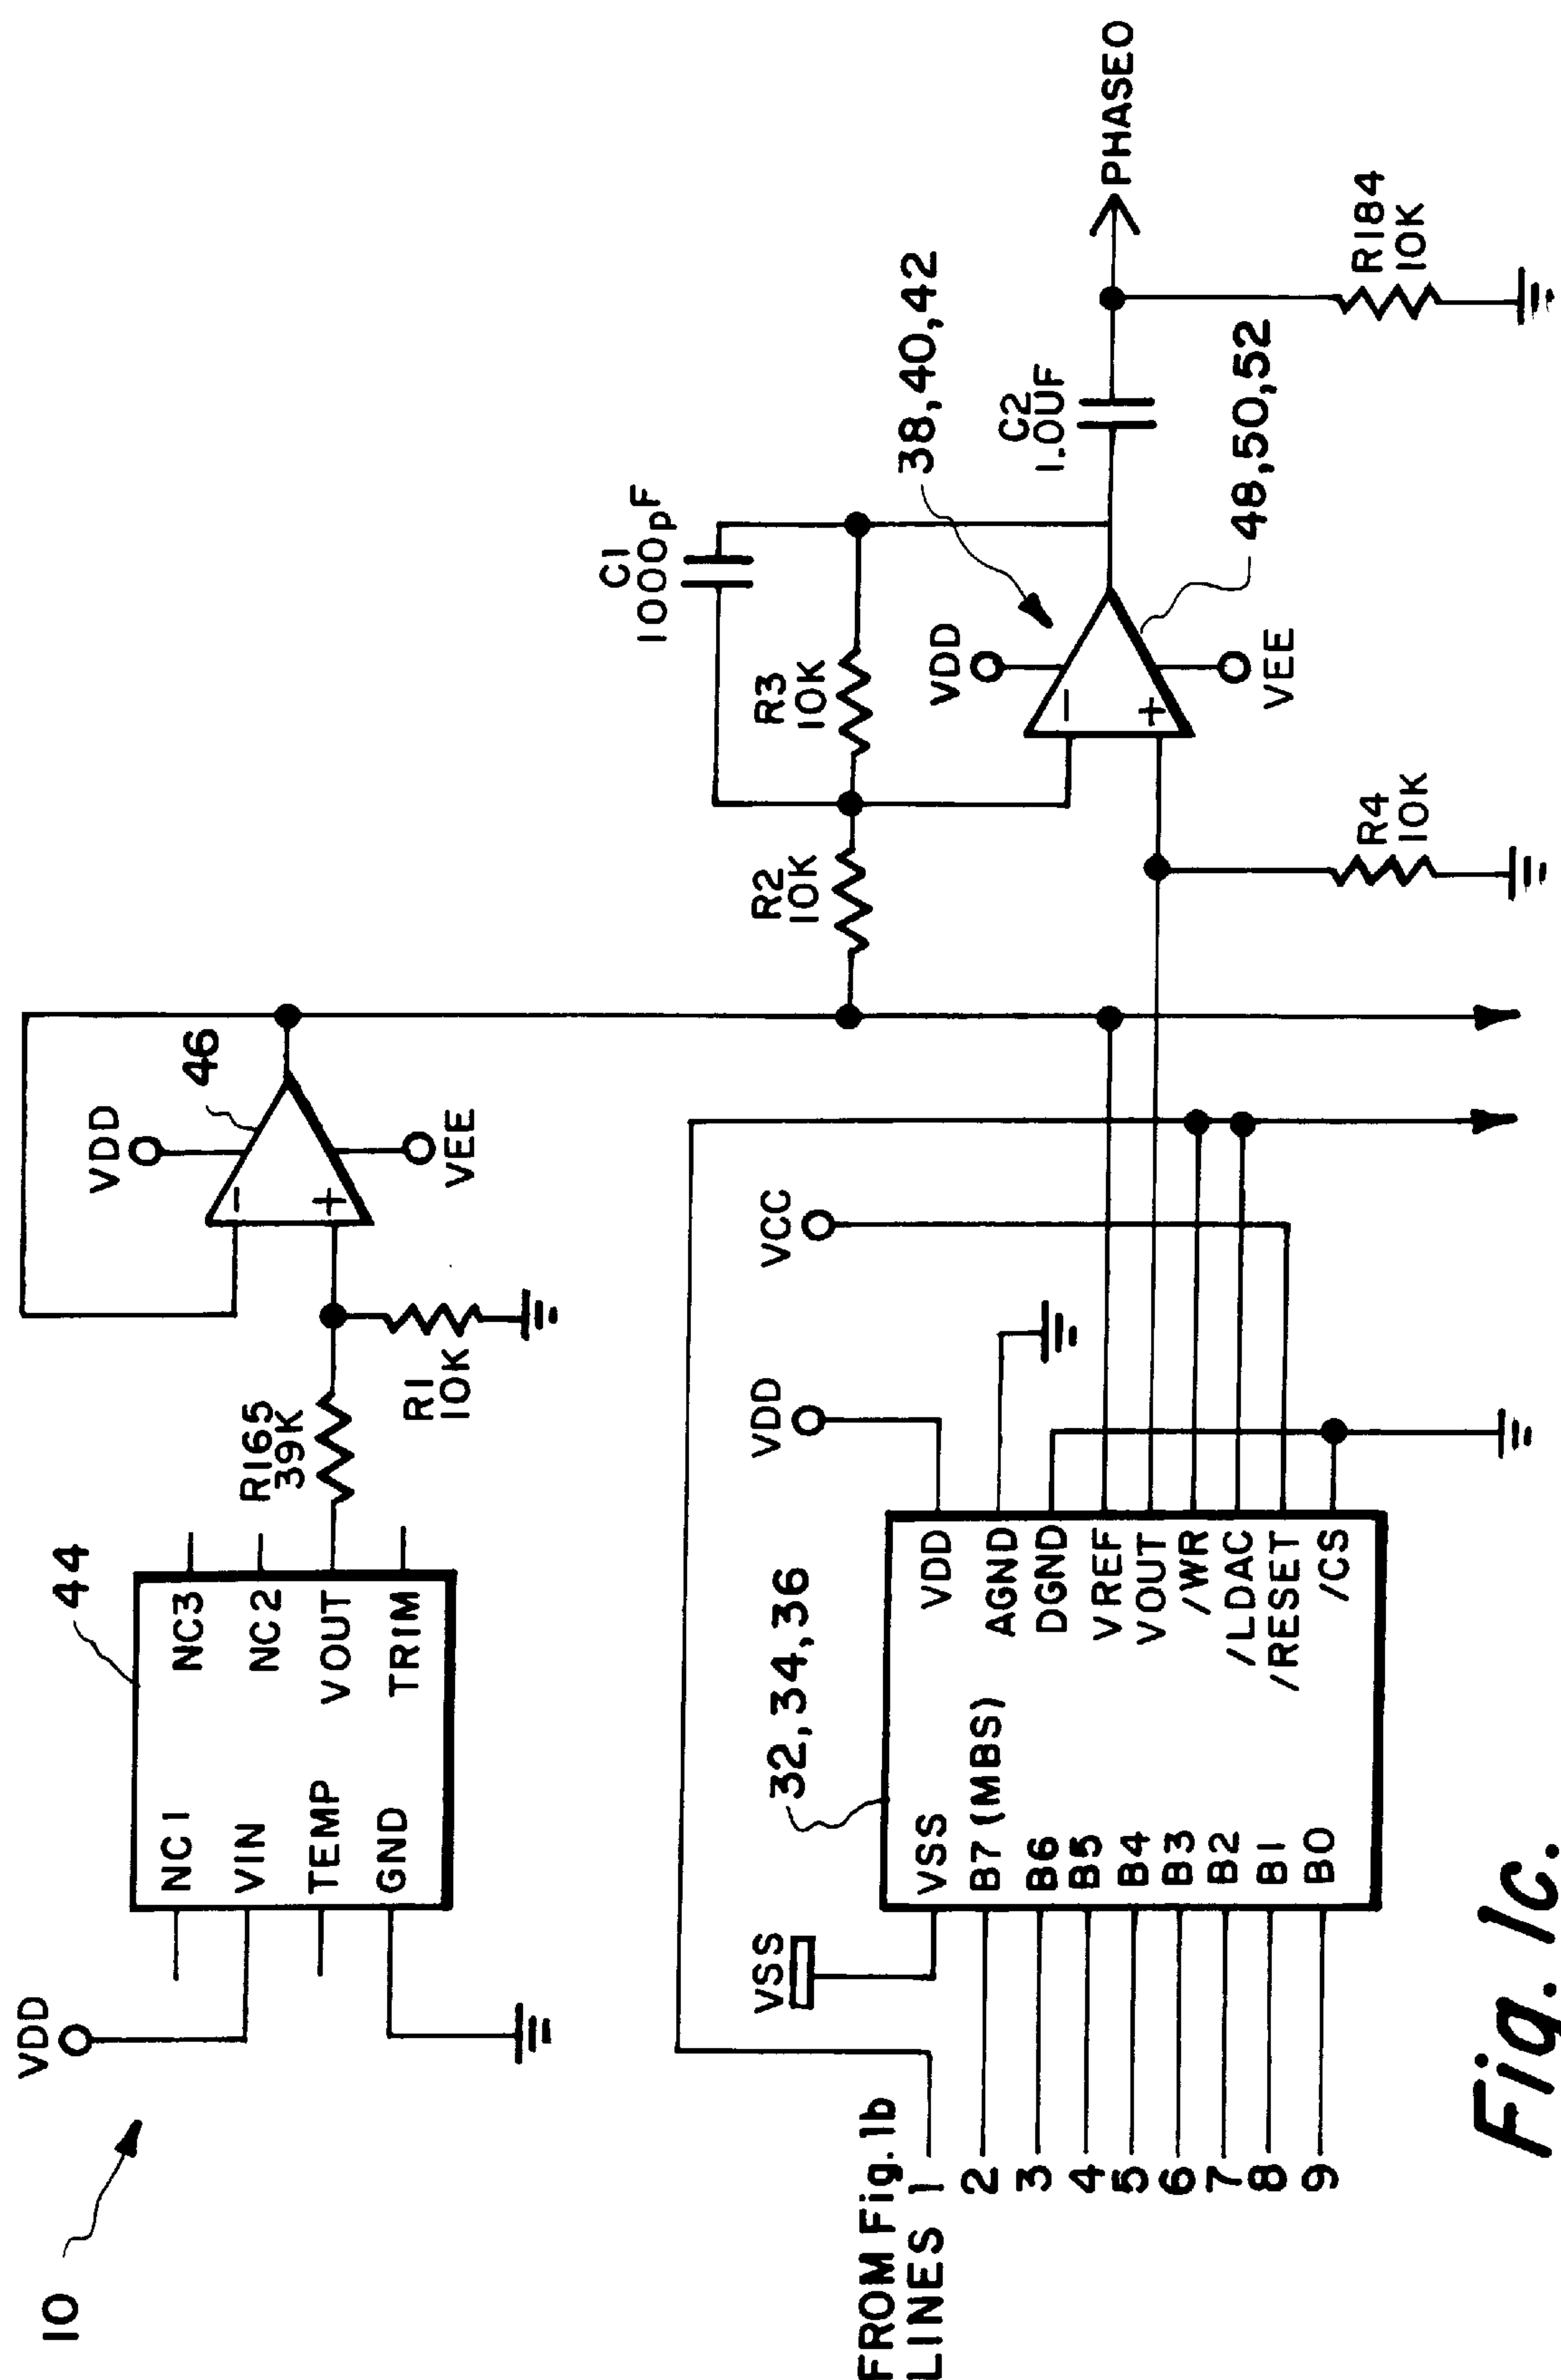 10
VDD
44
NC1
VIN
TEMP
GND
NC3
NC2
VOUT
TRIM
R165
39K
R1
10K
VDD
46
-
+
VEE
FROM Fig. 1b
LINES 1
2
3
4
5
6
7
8
9
VSS
32,34,36
VSS
B7 (MBS)
B6
B5
B4
B3
B2
B1
B0
VDD
AGND
DGND
VREF
VOUT
/WR
/LDAC
/RESET
/CS
VDD
VCC
R2
10K
R3
10K
C1
1000pF
R4
10K
VDD
-
+
VEE
38,40,42
48,50,52
C2
1.0UF
R184
10K
PHASEO
Fig. 1c.